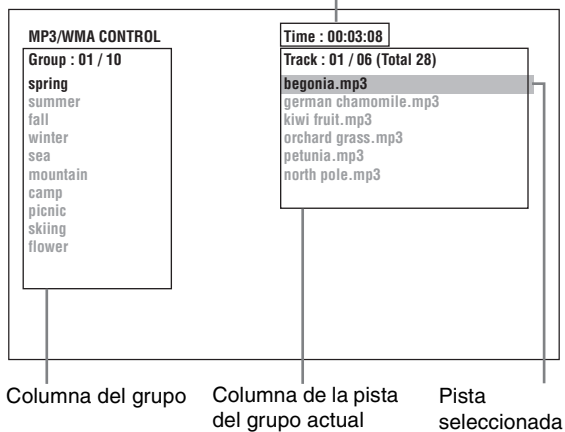 MP3/WMA CONTROL
Group : 01 / 10
spring
summer
fall
winter
sea
mountain
camp
picnic
skiing
flower
Time : 00:03:08
Track : 01 / 06 (Total 28)
begonia.mp3
german chamomile.mp3
kiwi fruit.mp3
orchard grass.mp3
petunia.mp3
north pole.mp3
Columna del grupo
Columna de la pista
del grupo actual
Pista
seleccionada